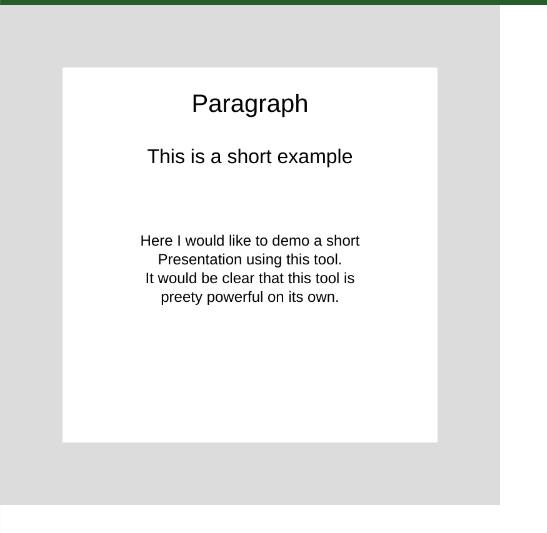 Paragraph
This is a short example
Here I would like to demo a short
Presentation using this tool.
It would be clear that this tool is
preety powerful on its own.